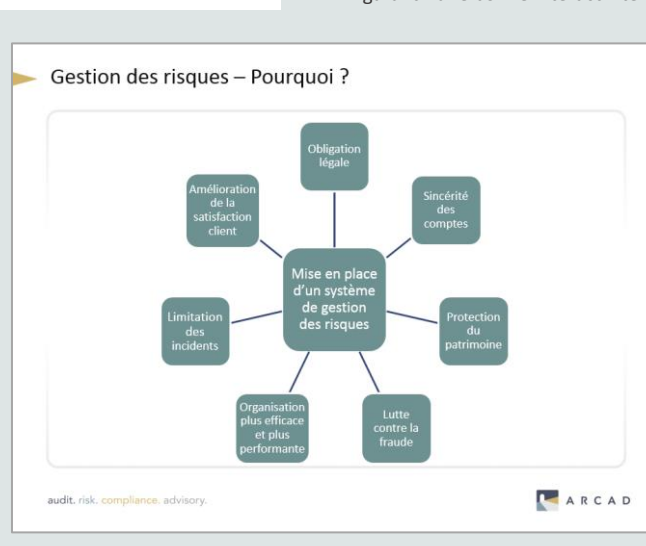 Gestion des risques – Pourquoi ?
Obligation
légale
Sincérité
des
comptes
Protection
du
patrimoine
Lutte
contre la
fraude
Organisation
plus efficace
et plus
performante
Limitation
des
incidents
Amélioration
de la
satisfaction
client
Mise en place
d'un système
de gestion
des risques
audit. risk. compliance. advisory.
ARCAD